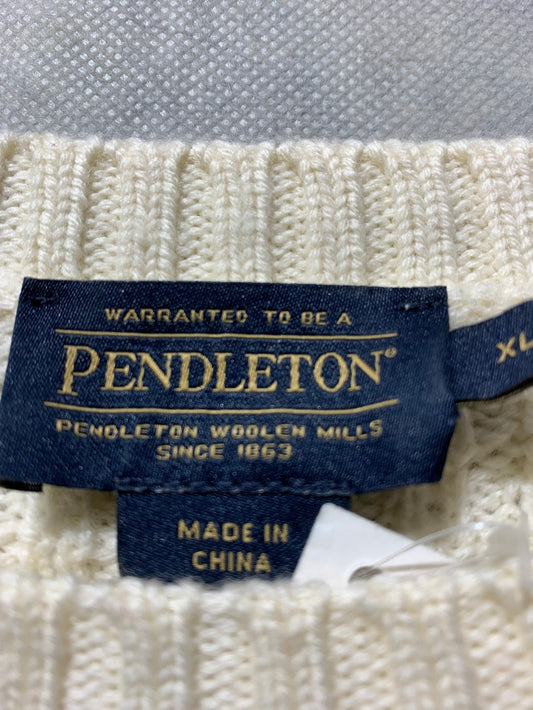 WARRANTED TO BE A
PENDLETON®
PENDLETON WOOLEN MILLS
SINCE 1863
XL
MADE IN
CHINA